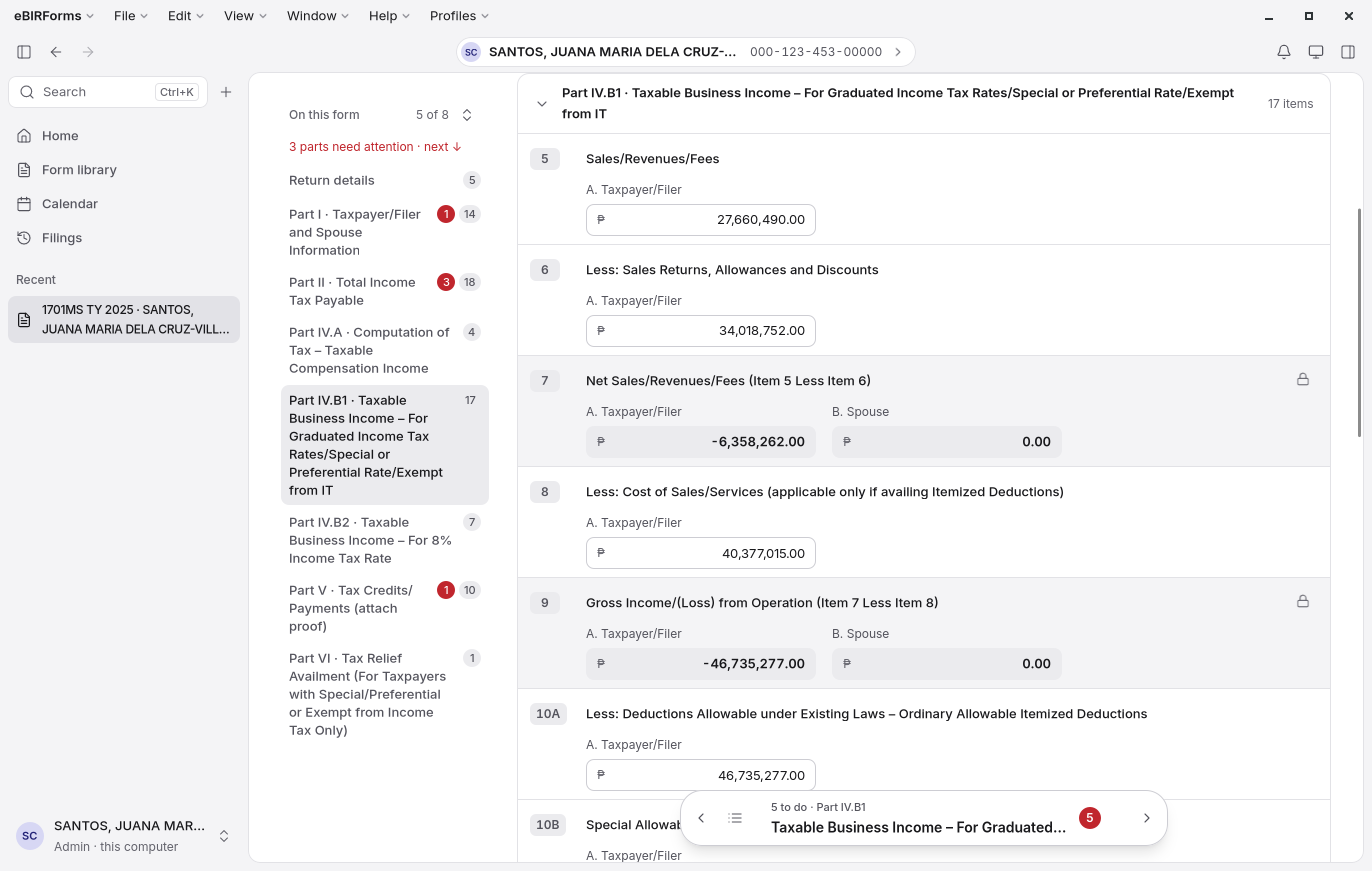 eBIRForms File Edit View Window Help Profiles
SC SANTOS, JUANA MARIA DELA CRUZ-... 000-123-453-00000
Search Ctrl+K
Home
Form library
Calendar
Filings
Recent
1701MS TY 2025 · SANTOS,
JUANA MARIA DELA CRUZ-VILL...
SC SANTOS, JUANA MAR...
Admin · this computer
On this form 5 of 8
3 parts need attention · next ↓
Return details 5
Part I · Taxpayer/Filer 1 14
and Spouse
Information
Part II · Total Income 3 18
Tax Payable
Part IV.A · Computation of 4
Tax – Taxable
Compensation Income
Part IV.B1 · Taxable 17
Business Income – For
Graduated Income Tax
Rates/Special or
Preferential Rate/Exempt
from IT
Part IV.B2 · Taxable 7
Business Income – For 8%
Income Tax Rate
Part V · Tax Credits/ 1 10
Payments (attach
proof)
Part VI · Tax Relief 1
Availment (For Taxpayers
with Special/Preferential
or Exempt from Income
Tax Only)
Part IV.B1 · Taxable Business Income – For Graduated Income Tax Rates/Special or Preferential Rate/Exempt
from IT
17 items
5 Sales/Revenues/Fees
A. Taxpayer/Filer
₱ 27,660,490.00
6 Less: Sales Returns, Allowances and Discounts
A. Taxpayer/Filer
₱ 34,018,752.00
7 Net Sales/Revenues/Fees (Item 5 Less Item 6)
A. Taxpayer/Filer B. Spouse
₱ -6,358,262.00 ₱ 0.00
8 Less: Cost of Sales/Services (applicable only if availing Itemized Deductions)
A. Taxpayer/Filer
₱ 40,377,015.00
9 Gross Income/(Loss) from Operation (Item 7 Less Item 8)
A. Taxpayer/Filer B. Spouse
₱ -46,735,277.00 ₱ 0.00
10A Less: Deductions Allowable under Existing Laws – Ordinary Allowable Itemized Deductions
A. Taxpayer/Filer
₱ 46,735,277.00
10B Special Allowab
A. Taxpayer/Filer
5 to do · Part IV.B1
Taxable Business Income – For Graduated... 5